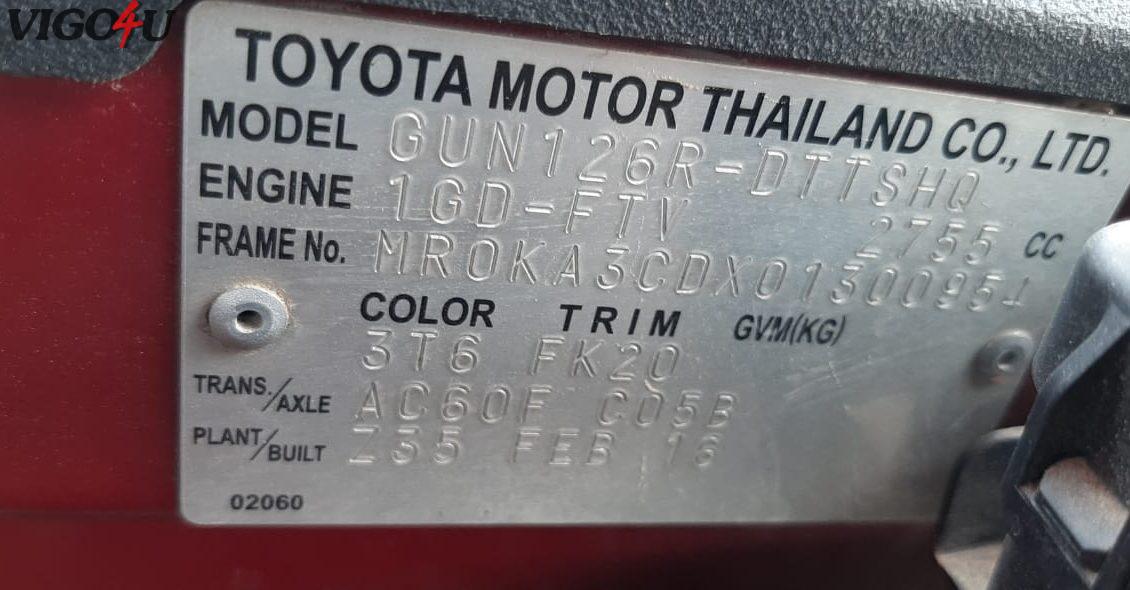 VIGO4U
TOYOTA MOTOR THAILAND CO., LTD.
MODEL GUN126R-DTTSHQ
ENGINE 1GD-FTV 2755 CC
FRAME No. MR0KA3CDX01300954
COLOR TRIM GVM(KG)
3T6 FK20
TRANS./AXLE AC60F C05B
PLANT/BUILT Z35 FEB 16
02060